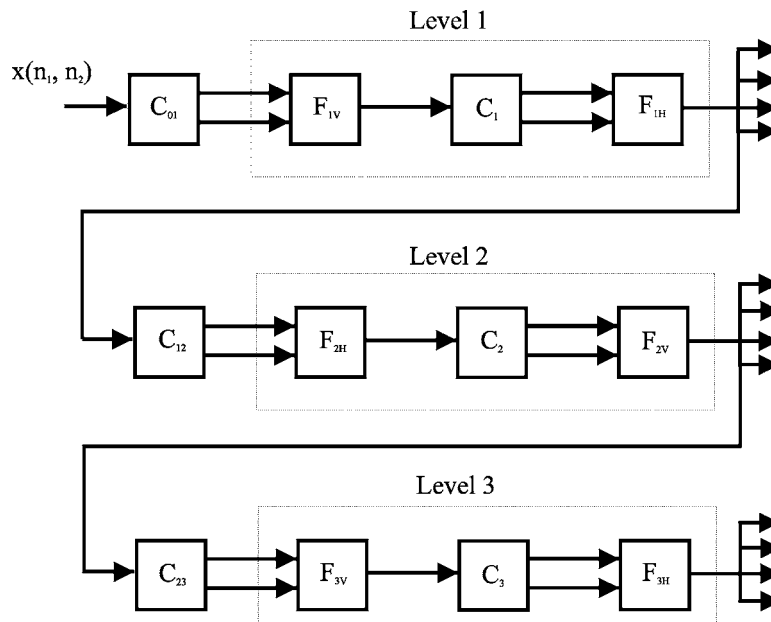 Level 1
x(n₁, n₂)
C₀₁ F₁V C₁ F₁H
Level 2
C₁₂ F₂H C₂ F₂V
Level 3
C₂₃ F₃V C₃ F₃H